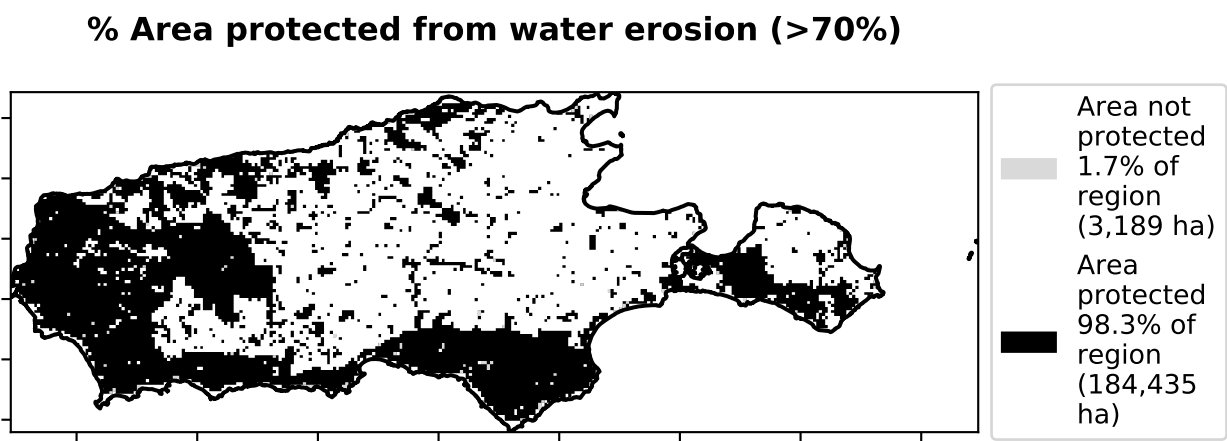 % Area protected from water erosion (>70%)
Area not
protected
1.7% of
region
(3,189 ha)
Area
protected
98.3% of
region
(184,435
ha)